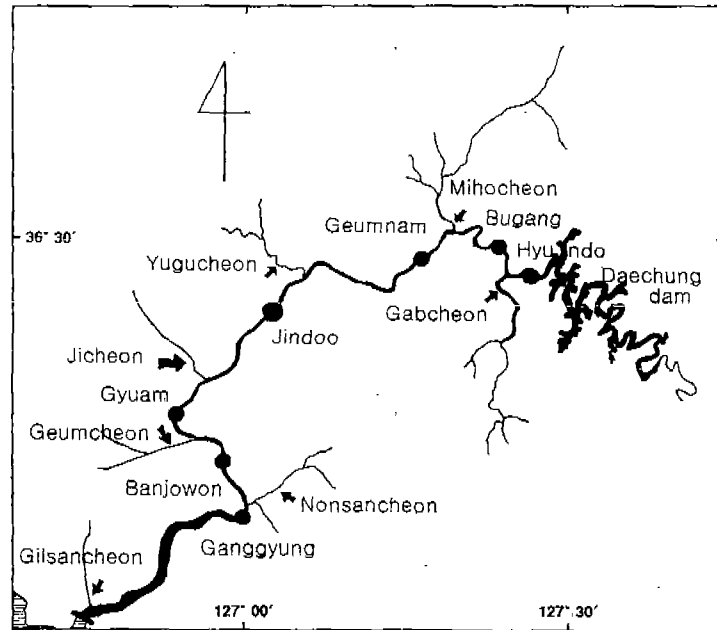 Mihocheon
Geumnam
Bugang
36° 30'
Hyundo
Yugucheon
Daechung
dam
Gabcheon
Jindoo
Jicheon
Gyuam
Geumcheon
Banjowon
Nonsancheon
Ganggyung
Gilsancheon
127° 00'
127° 30'